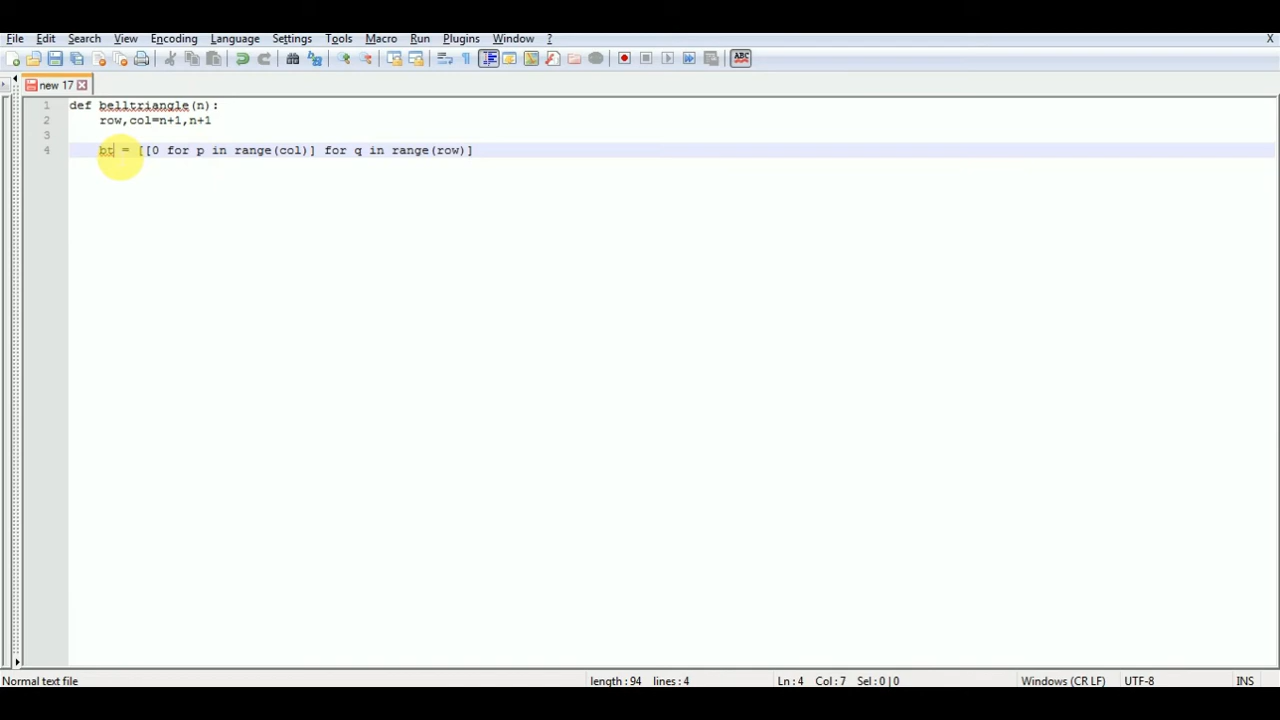 File Edit Search View Encoding Language Settings Tools Macro Run Plugins Window ? X
ABC
new 17
1 def belltriangle(n):
2 row,col=n+1,n+1
3
4 bt = [[0 for p in range(col)] for q in range(row)]
Normal text file length : 94 lines : 4 Ln : 4 Col : 7 Sel : 0 | 0 Windows (CR LF) UTF-8 INS